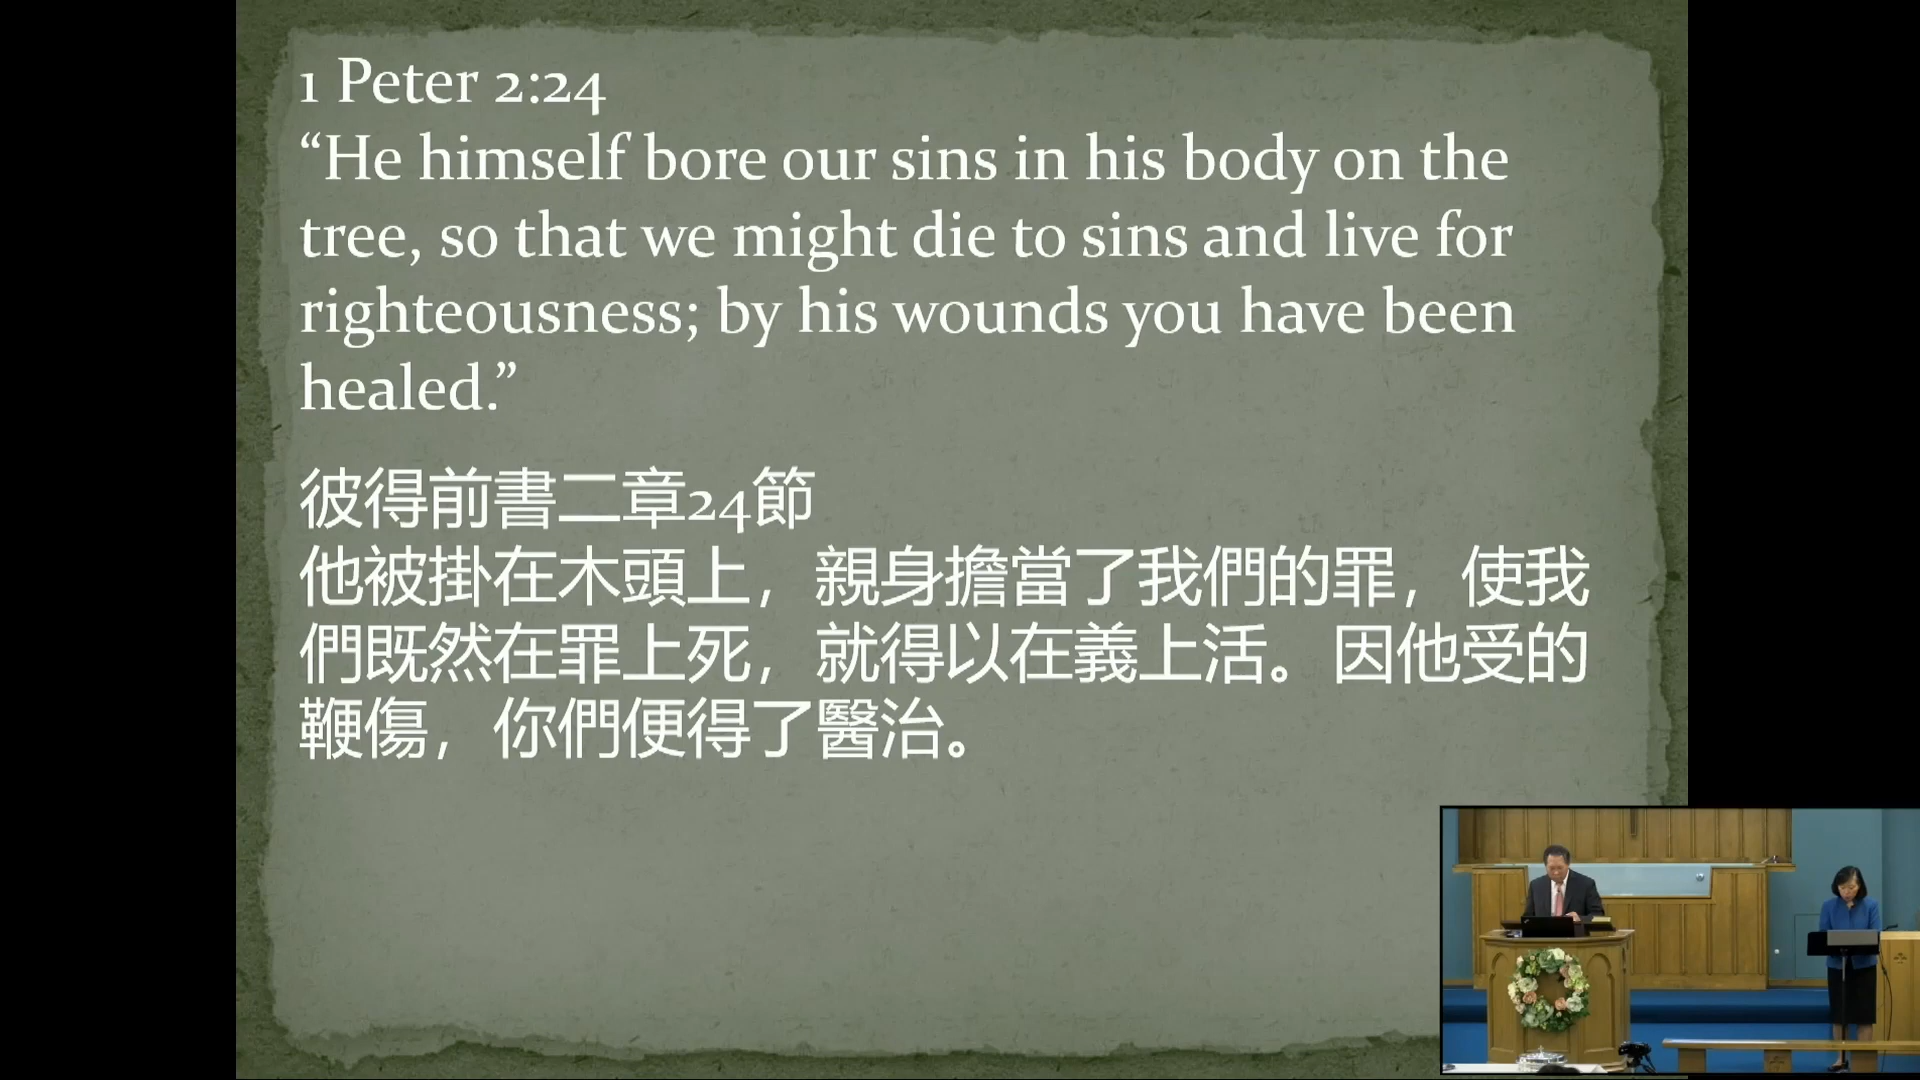 1 Peter 2:24
“He himself bore our sins in his body on the
tree, so that we might die to sins and live for
righteousness; by his wounds you have been
healed.”
彼得前書二章24節
他被掛在木頭上，親身擔當了我們的罪，使我
們既然在罪上死，就得以在義上活。因他受的
鞭傷，你們便得了醫治。